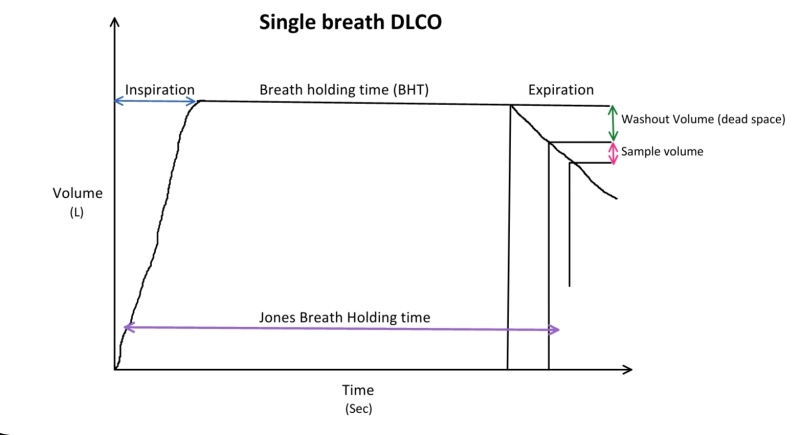 Single breath DLCO
Inspiration
Breath holding time (BHT)
Expiration
Washout Volume (dead space)
Sample volume
Volume
(L)
Jones Breath Holding time
Time
(Sec)